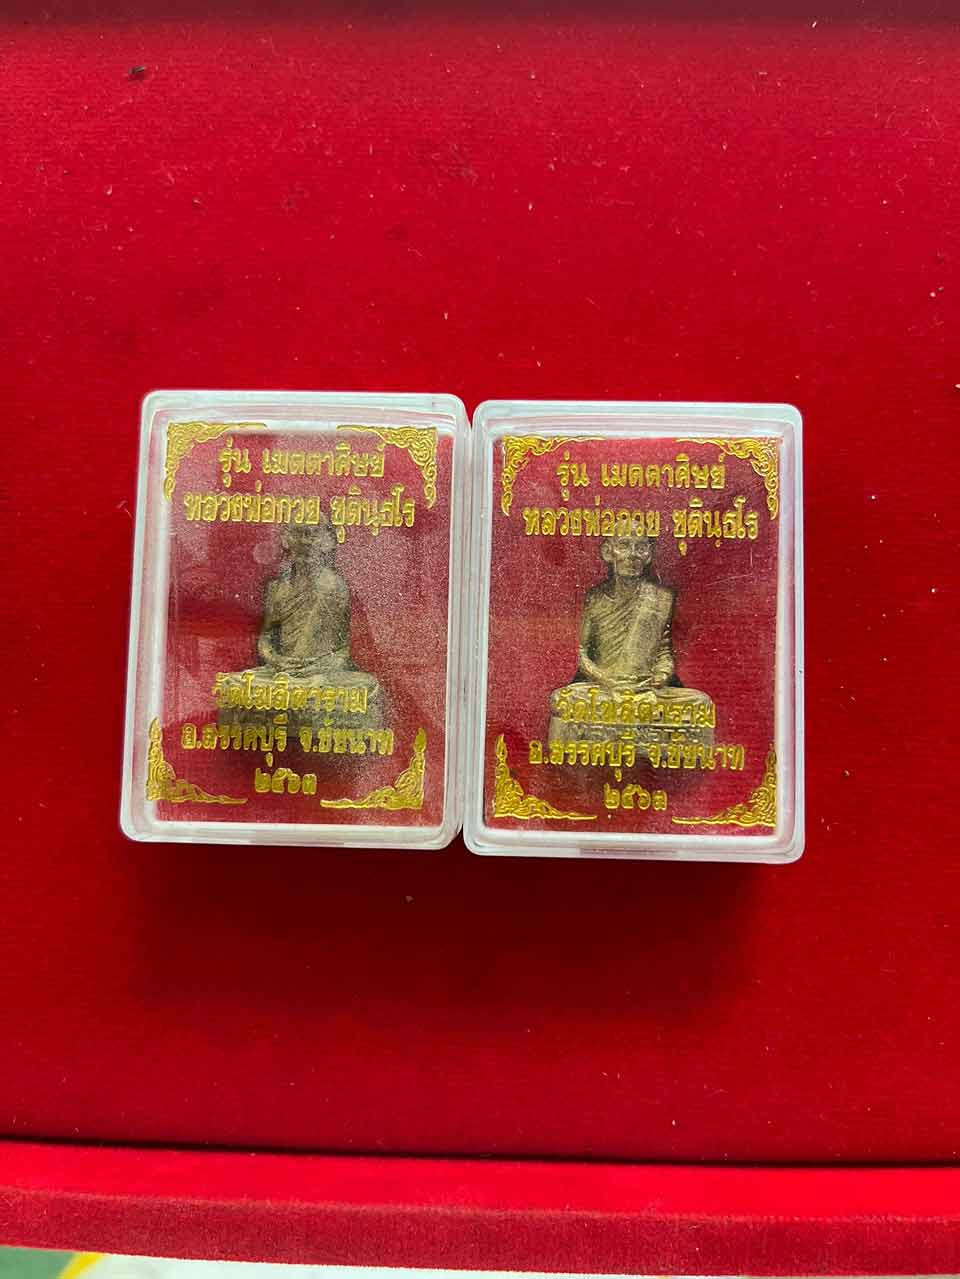 รุ่น เมตตาศิษย์
หลวงพ่อกวย ชุตินฺธโร
วัดโฆสิตาราม
อ.สรรคบุรี จ.ชัยนาท
๒๕๖๓
รุ่น เมตตาศิษย์
หลวงพ่อกวย ชุตินฺธโร
วัดโฆสิตาราม
อ.สรรคบุรี จ.ชัยนาท
๒๕๖๓